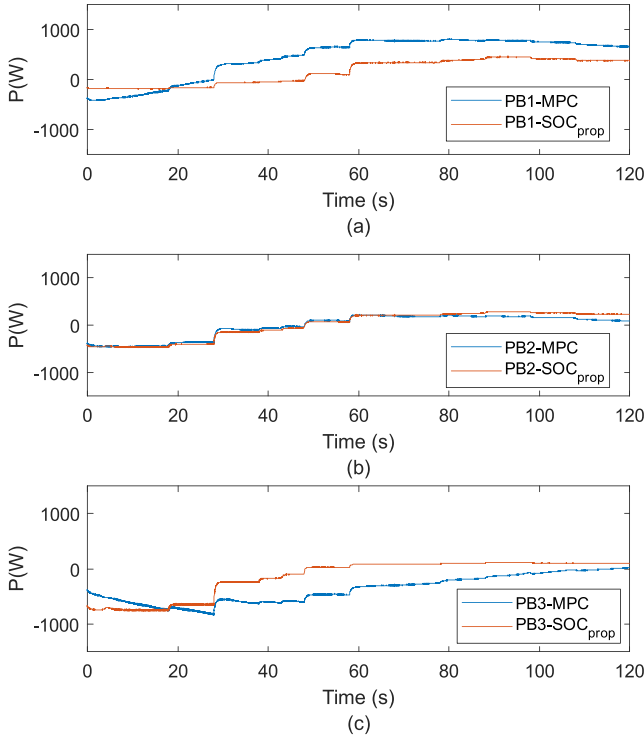 P(W)
1000
0
-1000
PB1-MPC
PB1-SOCprop
0 20 40 60 80 100 120
Time (s)
(a)
P(W)
1000
0
-1000
PB2-MPC
PB2-SOCprop
0 20 40 60 80 100 120
Time (s)
(b)
P(W)
1000
0
-1000
PB3-MPC
PB3-SOCprop
0 20 40 60 80 100 120
Time (s)
(c)